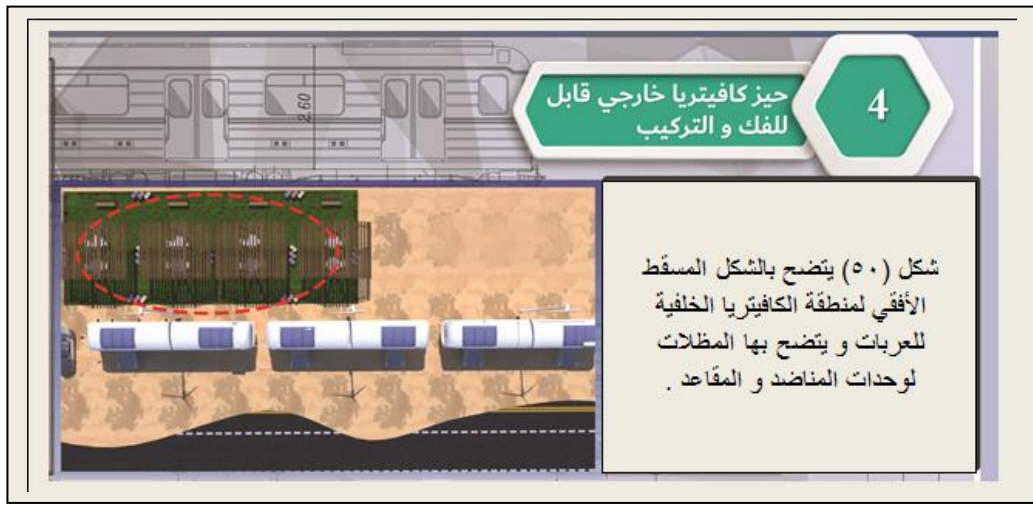 4
حيز كافيتريا خارجي قابل
للفك و التركيب
2.60
شكل (٥٠) يتضح بالشكل المسقط
الأفقي لمنطقة الكافيتريا الخلفية
للعربات و يتضح بها المظلات
لوحدات المناضد و المقاعد .